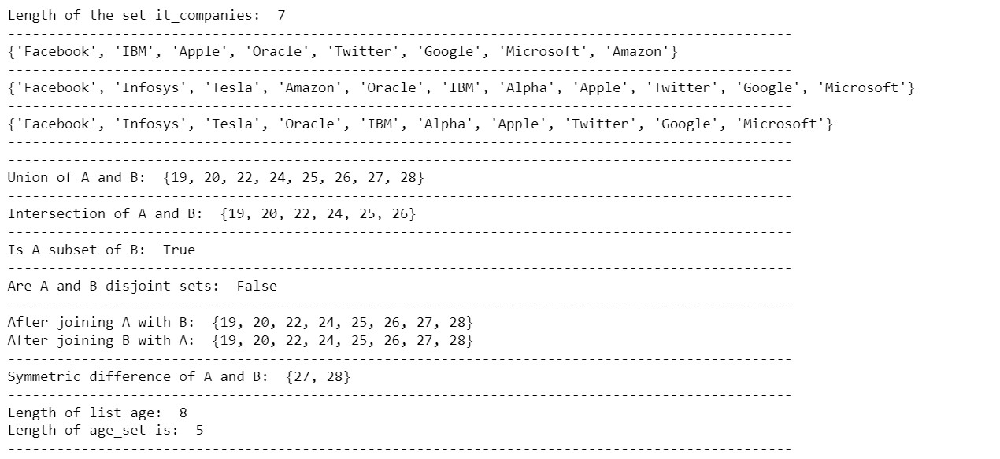 Length of the set it_companies:  7
------------------------------------------------------------------------------------------------
{'Facebook', 'IBM', 'Apple', 'Oracle', 'Twitter', 'Google', 'Microsoft', 'Amazon'}
------------------------------------------------------------------------------------------------
{'Facebook', 'Infosys', 'Tesla', 'Amazon', 'Oracle', 'IBM', 'Alpha', 'Apple', 'Twitter', 'Google', 'Microsoft'}
------------------------------------------------------------------------------------------------
{'Facebook', 'Infosys', 'Tesla', 'Oracle', 'IBM', 'Alpha', 'Apple', 'Twitter', 'Google', 'Microsoft'}
------------------------------------------------------------------------------------------------
------------------------------------------------------------------------------------------------
Union of A and B:  {19, 20, 22, 24, 25, 26, 27, 28}
------------------------------------------------------------------------------------------------
Intersection of A and B:  {19, 20, 22, 24, 25, 26}
------------------------------------------------------------------------------------------------
Is A subset of B:  True
------------------------------------------------------------------------------------------------
Are A and B disjoint sets:  False
------------------------------------------------------------------------------------------------
After joining A with B:  {19, 20, 22, 24, 25, 26, 27, 28}
After joining B with A:  {19, 20, 22, 24, 25, 26, 27, 28}
------------------------------------------------------------------------------------------------
Symmetric difference of A and B:  {27, 28}
------------------------------------------------------------------------------------------------
Length of list age:  8
Length of age_set is:  5
------------------------------------------------------------------------------------------------